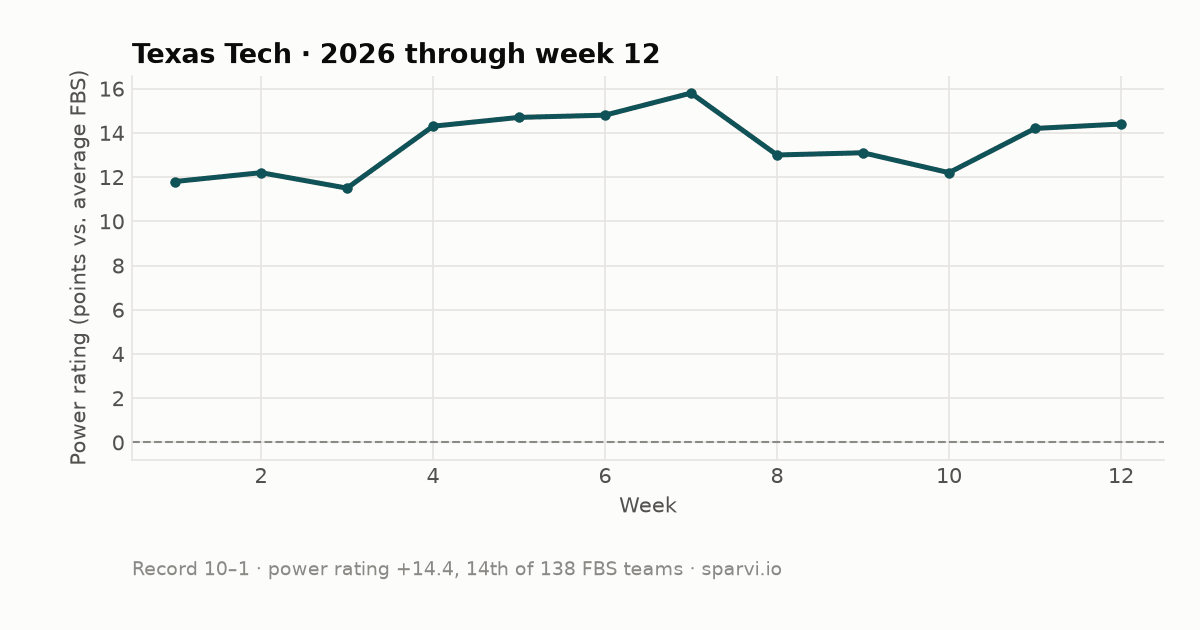 Texas Tech · 2026 through week 12
Power rating (points vs. average FBS)
16
14
12
10
8
6
4
2
0
2 4 6 8 10 12
Week
Record 10–1 · power rating +14.4, 14th of 138 FBS teams · sparvi.io